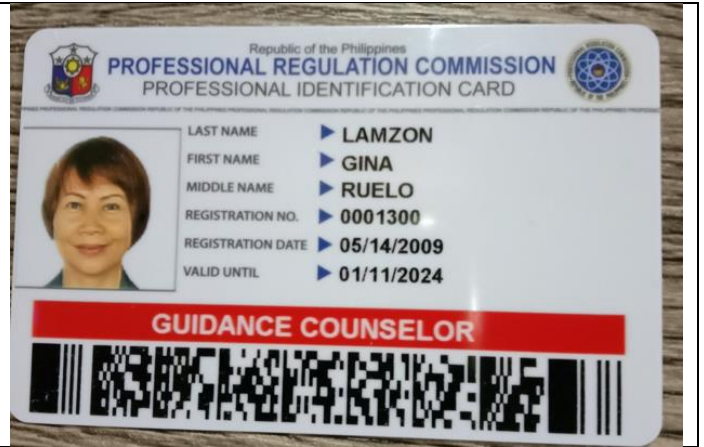 Republic of the Philippines
PROFESSIONAL REGULATION COMMISSION
PROFESSIONAL IDENTIFICATION CARD
LAST NAME LAMZON
FIRST NAME GINA
MIDDLE NAME RUELO
REGISTRATION NO. 0001300
REGISTRATION DATE 05/14/2009
VALID UNTIL 01/11/2024
GUIDANCE COUNSELOR